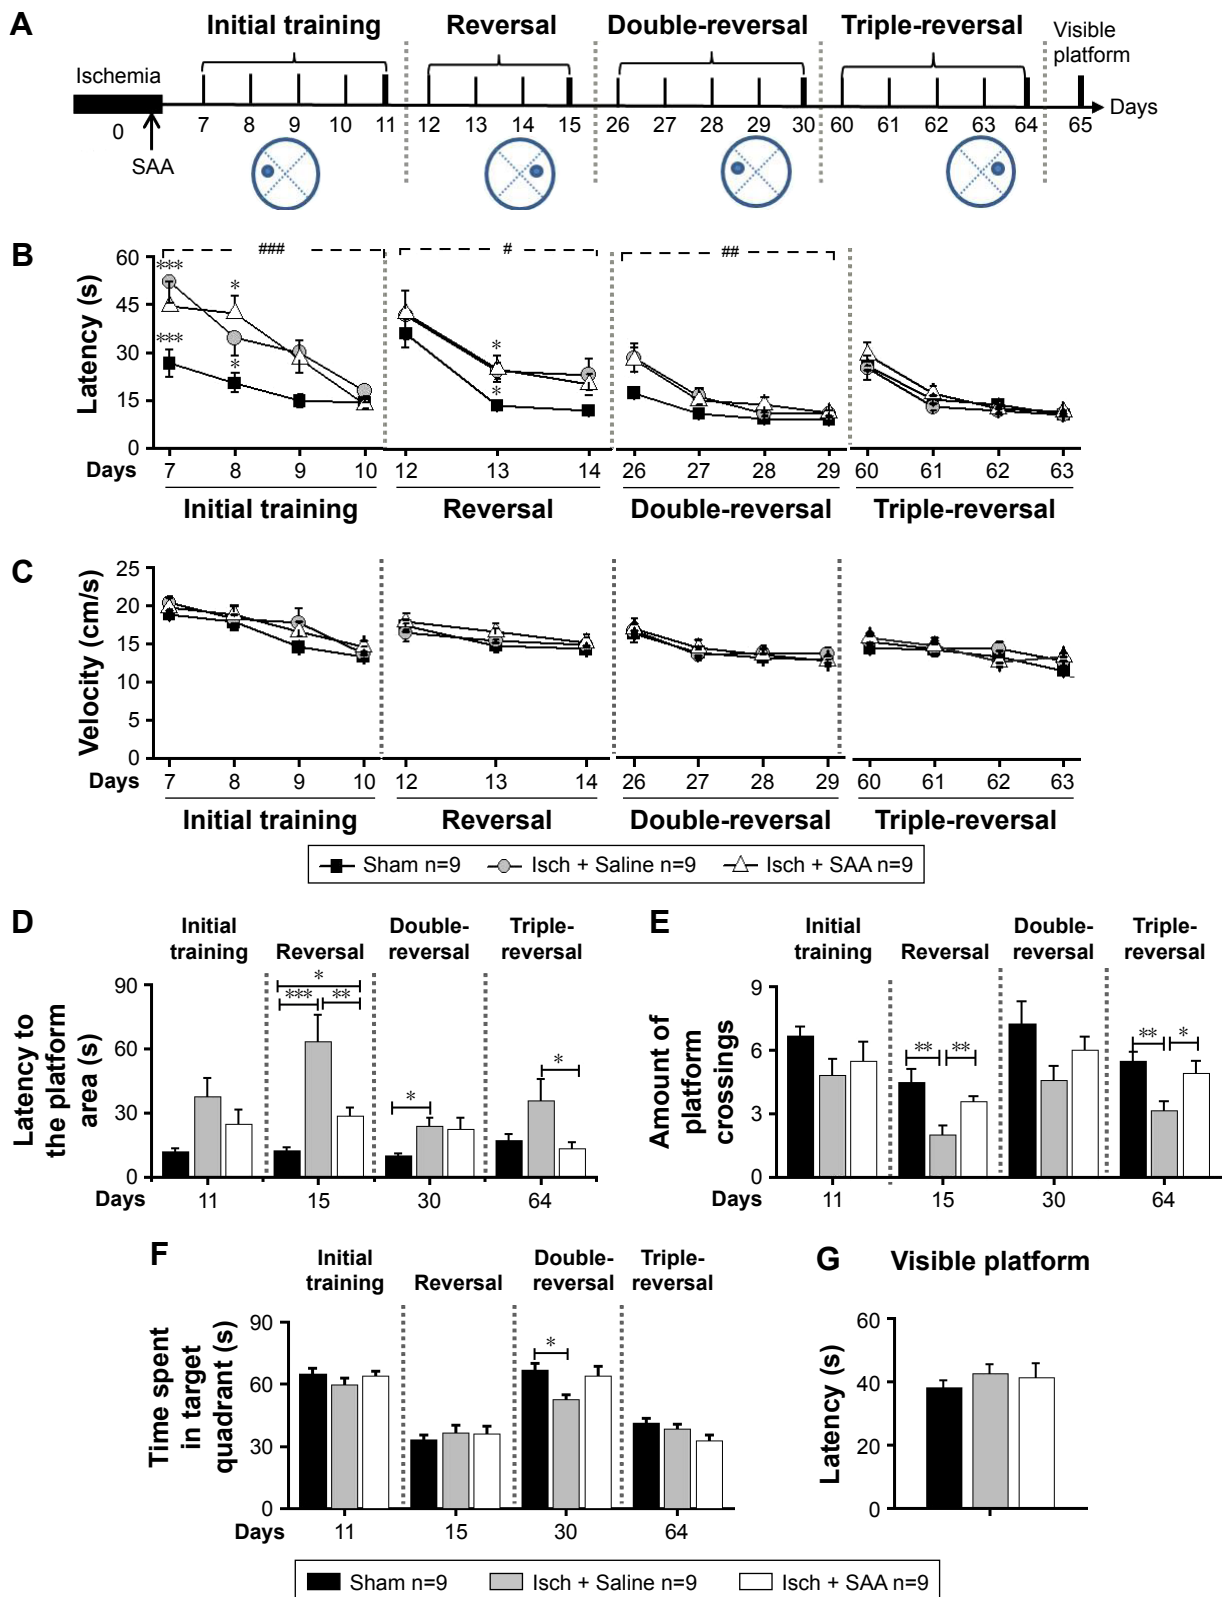 A
Initial training Reversal Double-reversal Triple-reversal
Visible
platform
Ischemia
0 7 8 9 10 11 12 13 14 15 26 27 28 29 30 60 61 62 63 64 65 Days
SAA
B
### # ##
*** * *** * * *
Latency (s)
60
45
30
15
0
Days 7 8 9 10 12 13 14 26 27 28 29 60 61 62 63
Initial training Reversal Double-reversal Triple-reversal
C
Velocity (cm/s)
25
20
15
10
5
0
Days 7 8 9 10 12 13 14 26 27 28 29 60 61 62 63
Initial training Reversal Double-reversal Triple-reversal
Sham n=9 Isch + Saline n=9 Isch + SAA n=9
D
Initial
training
Reversal
Double-
reversal
Triple-
reversal
Latency to
the platform
area (s)
90
60
30
0
*
*** **
*
*
Days 11 15 30 64
E
Initial
training
Reversal
Double-
reversal
Triple-
reversal
Amount of
platform
crossings
9
6
3
0
** **
** *
Days 11 15 30 64
F
Initial
training
Reversal
Double-
reversal
Triple-
reversal
Time spent
in target
quadrant (s)
90
60
30
0
*
Days 11 15 30 64
G Visible platform
Latency (s)
60
40
20
0
Sham n=9 Isch + Saline n=9 Isch + SAA n=9